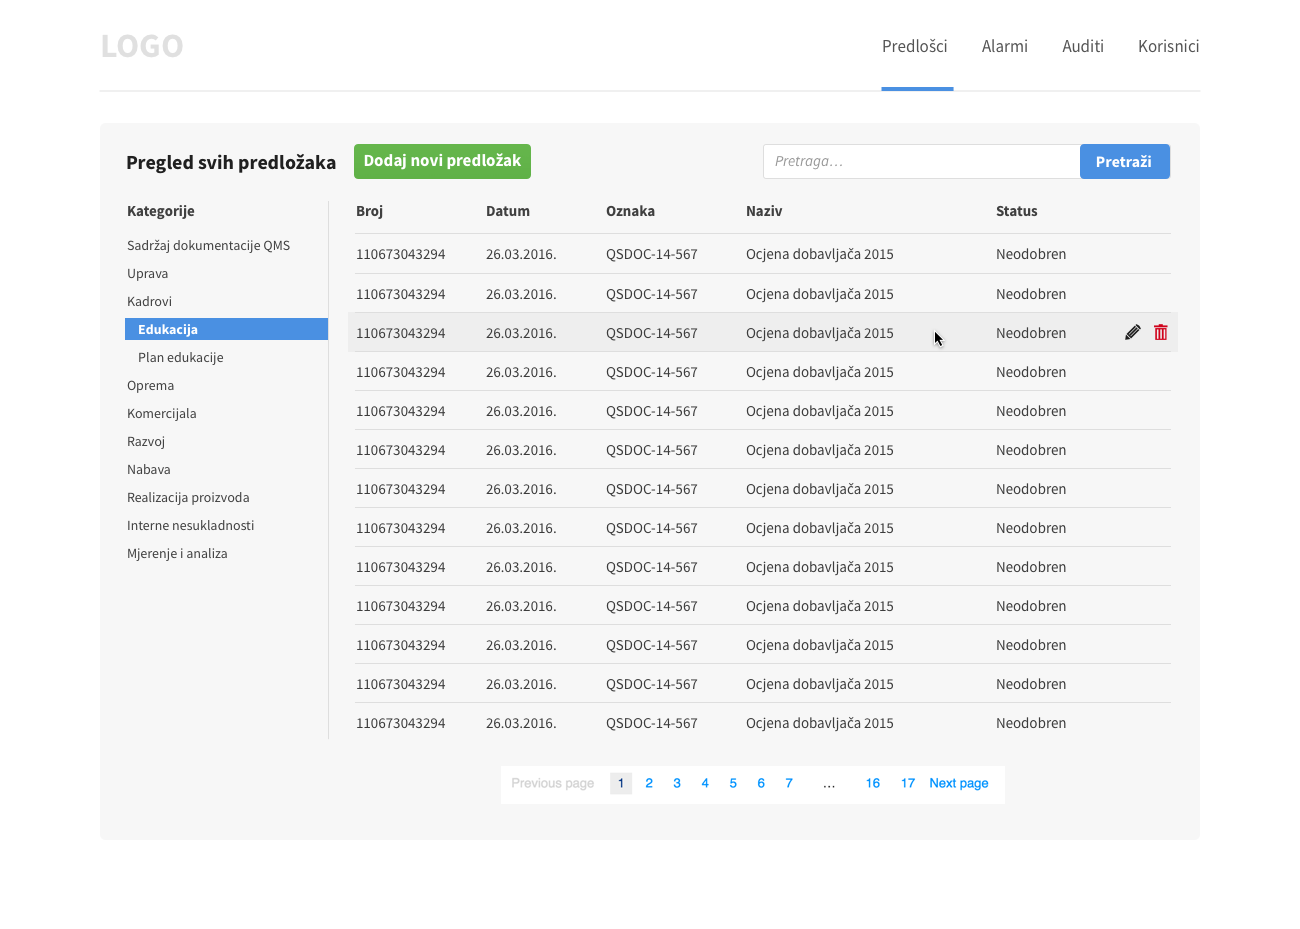 LOGO
Predlošci Alarmi Auditi Korisnici
Pregled svih predložaka Dodaj novi predložak Pretraga... Pretraži
Kategorije
Sadržaj dokumentacije QMS
Uprava
Kadrovi
Edukacija
Plan edukacije
Oprema
Komercijala
Razvoj
Nabava
Realizacija proizvoda
Interne nesukladnosti
Mjerenje i analiza
Broj Datum Oznaka Naziv Status
110673043294 26.03.2016. QSDOC-14-567 Ocjena dobavljača 2015 Neodobren
110673043294 26.03.2016. QSDOC-14-567 Ocjena dobavljača 2015 Neodobren
110673043294 26.03.2016. QSDOC-14-567 Ocjena dobavljača 2015 Neodobren
110673043294 26.03.2016. QSDOC-14-567 Ocjena dobavljača 2015 Neodobren
110673043294 26.03.2016. QSDOC-14-567 Ocjena dobavljača 2015 Neodobren
110673043294 26.03.2016. QSDOC-14-567 Ocjena dobavljača 2015 Neodobren
110673043294 26.03.2016. QSDOC-14-567 Ocjena dobavljača 2015 Neodobren
110673043294 26.03.2016. QSDOC-14-567 Ocjena dobavljača 2015 Neodobren
110673043294 26.03.2016. QSDOC-14-567 Ocjena dobavljača 2015 Neodobren
110673043294 26.03.2016. QSDOC-14-567 Ocjena dobavljača 2015 Neodobren
110673043294 26.03.2016. QSDOC-14-567 Ocjena dobavljača 2015 Neodobren
110673043294 26.03.2016. QSDOC-14-567 Ocjena dobavljača 2015 Neodobren
110673043294 26.03.2016. QSDOC-14-567 Ocjena dobavljača 2015 Neodobren
Previous page 1 2 3 4 5 6 7 ... 16 17 Next page